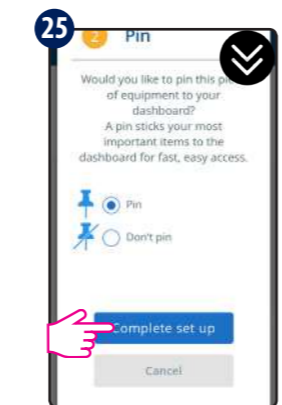 25
2 Pin
Would you like to pin this
of equipment to your
dashboard?
A pin sticks your most
important items to the
dashboard for fast, easy access.
Pin
Don't pin
Complete set up
Cancel